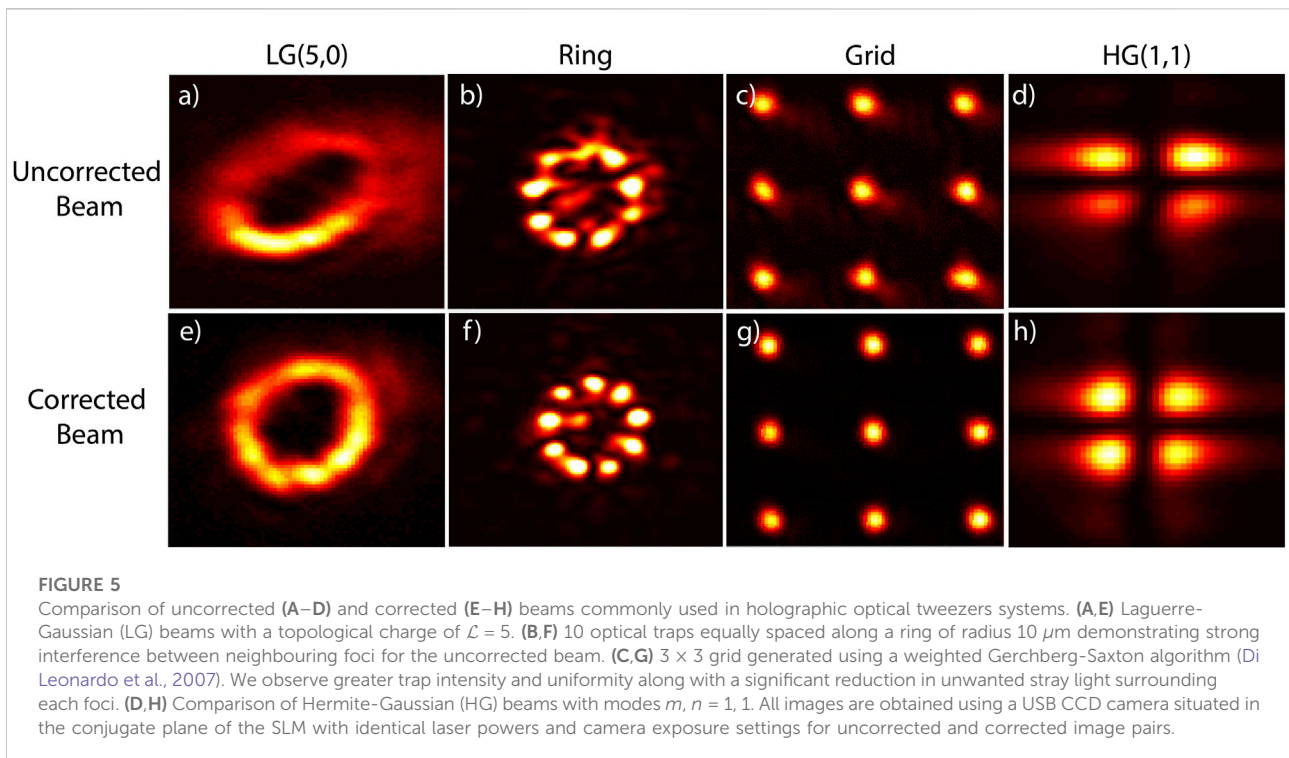 LG(5,0) Ring Grid HG(1,1)
Uncorrected
Beam
a) b) c) d)
Corrected
Beam
e) f) g) h)
FIGURE 5
Comparison of uncorrected (A–D) and corrected (E–H) beams commonly used in holographic optical tweezers systems. (A,E) Laguerre-
Gaussian (LG) beams with a topological charge of ℒ = 5. (B,F) 10 optical traps equally spaced along a ring of radius 10 μm demonstrating strong
interference between neighbouring foci for the uncorrected beam. (C,G) 3 × 3 grid generated using a weighted Gerchberg-Saxton algorithm (Di
Leonardo et al., 2007). We observe greater trap intensity and uniformity along with a significant reduction in unwanted stray light surrounding
each foci. (D,H) Comparison of Hermite-Gaussian (HG) beams with modes m, n = 1, 1. All images are obtained using a USB CCD camera situated in
the conjugate plane of the SLM with identical laser powers and camera exposure settings for uncorrected and corrected image pairs.